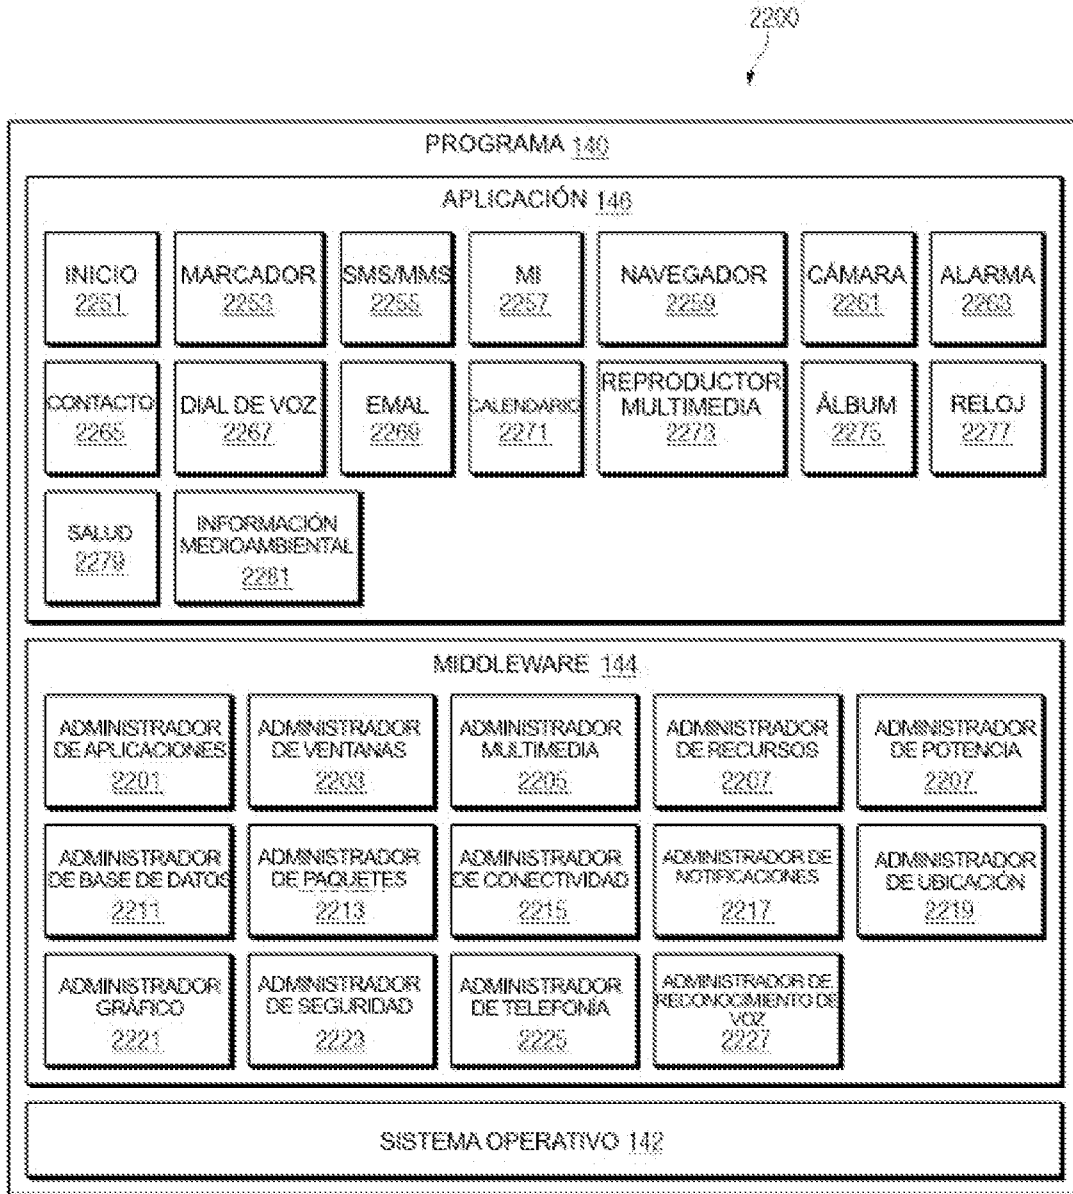 2200
PROGRAMA 140
APLICACIÓN 146
INICIO
2251
MARCADOR
2253
SMS/MMS
2255
MI
2257
NAVEGADOR
2259
CÁMARA
2261
ALARMA
2263
CONTACTO
2265
DIAL DE VOZ
2267
EMAL
2269
CALENDARIO
2271
REPRODUCTOR
MULTIMEDIA
2273
ÁLBUM
2275
RELOJ
2277
SALUD
2279
INFORMACIÓN
MEDIOAMBIENTAL
2281
MIDDLEWARE 144
ADMINISTRADOR
DE APLICACIONES
2201
ADMINISTRADOR
DE VENTANAS
2203
ADMINISTRADOR
MULTIMEDIA
2205
ADMINISTRADOR
DE RECURSOS
2207
ADMINISTRADOR
DE POTENCIA
2207
ADMINISTRADOR
DE BASE DE DATOS
2211
ADMINISTRADOR
DE PAQUETES
2213
ADMINISTRADOR
DE CONECTIVIDAD
2215
ADMINISTRADOR DE
NOTIFICACIONES
2217
ADMINISTRADOR
DE UBICACIÓN
2219
ADMINISTRADOR
GRÁFICO
2221
ADMINISTRADOR
DE SEGURIDAD
2223
ADMINISTRADOR
DE TELEFONÍA
2225
ADMINISTRADOR DE
RECONOCIMIENTO DE
VOZ
2227
SISTEMA OPERATIVO 142